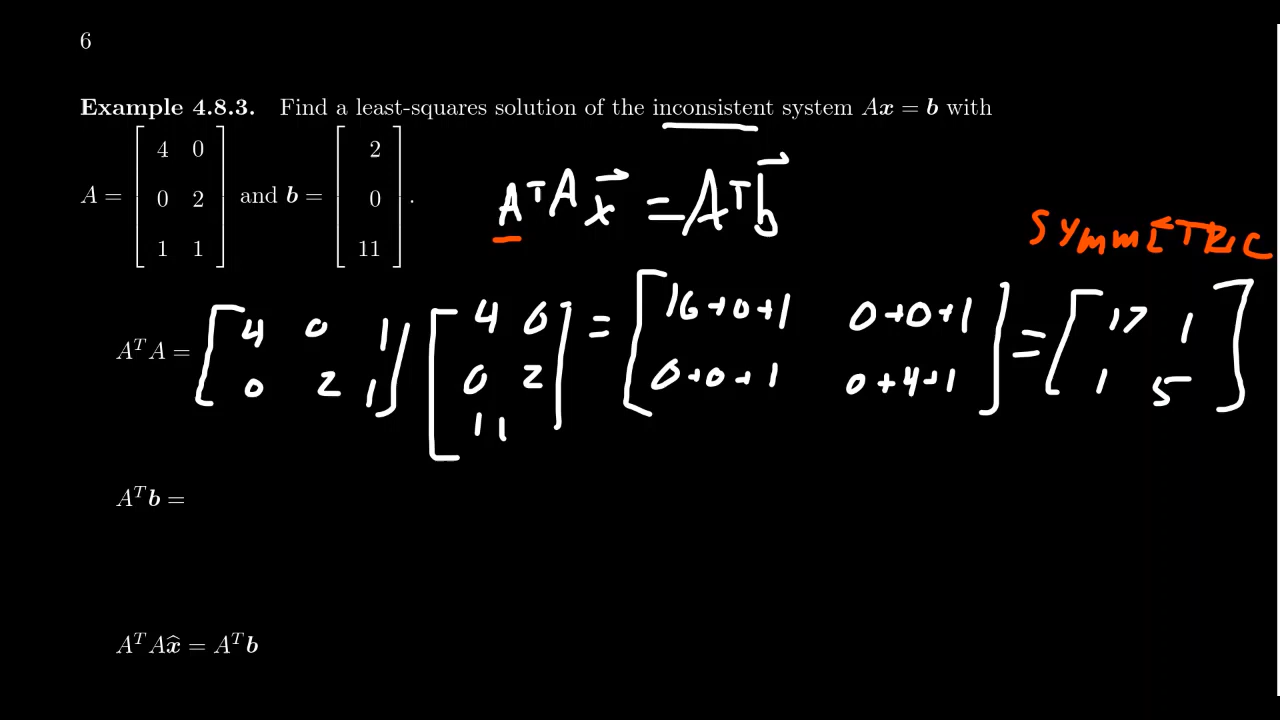 6
Example 4.8.3. Find a least-squares solution of the inconsistent system Ax = b with
A = [4 0; 0 2; 1 1] and b = [2; 0; 11].
AᵀA x⃗ = Aᵀb⃗
SYMMETRIC
AᵀA = [4 0 1; 0 2 1] [4 0; 0 2; 1 1] = [16+0+1 0+0+1; 0+0+1 0+4+1] = [17 1; 1 5]
Aᵀb =
AᵀAx̂ = Aᵀb